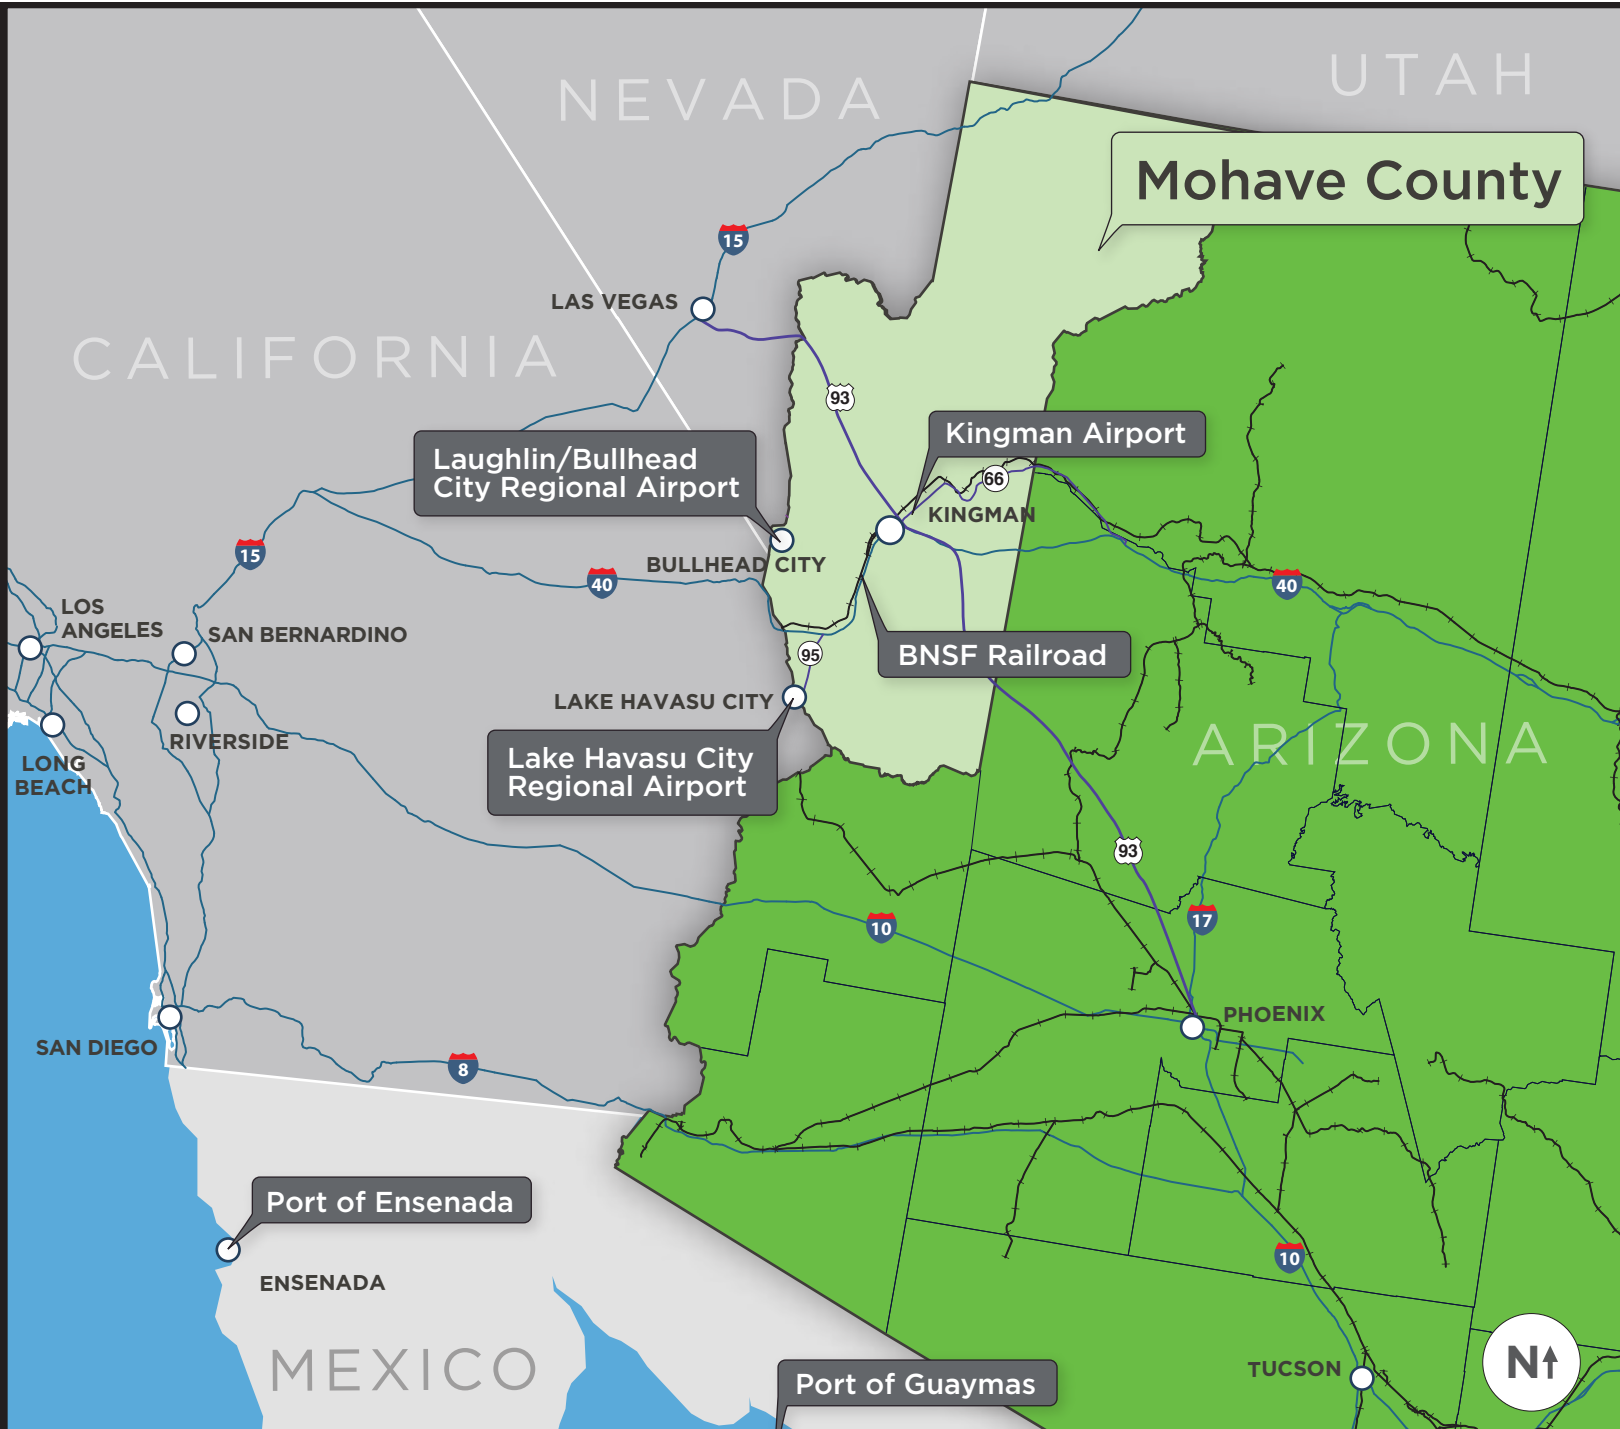 NEVADA
UTAH
Mohave County
15
LAS VEGAS
CALIFORNIA
93
Kingman Airport
Laughlin/Bullhead
City Regional Airport
66
KINGMAN
15
BULLHEAD CITY
40
40
LOS
ANGELES
SAN BERNARDINO
95
BNSF Railroad
LAKE HAVASU CITY
RIVERSIDE
ARIZONA
LONG
BEACH
Lake Havasu City
Regional Airport
93
10
17
PHOENIX
SAN DIEGO
8
Port of Ensenada
10
ENSENADA
MEXICO
TUCSON
N
Port of Guaymas